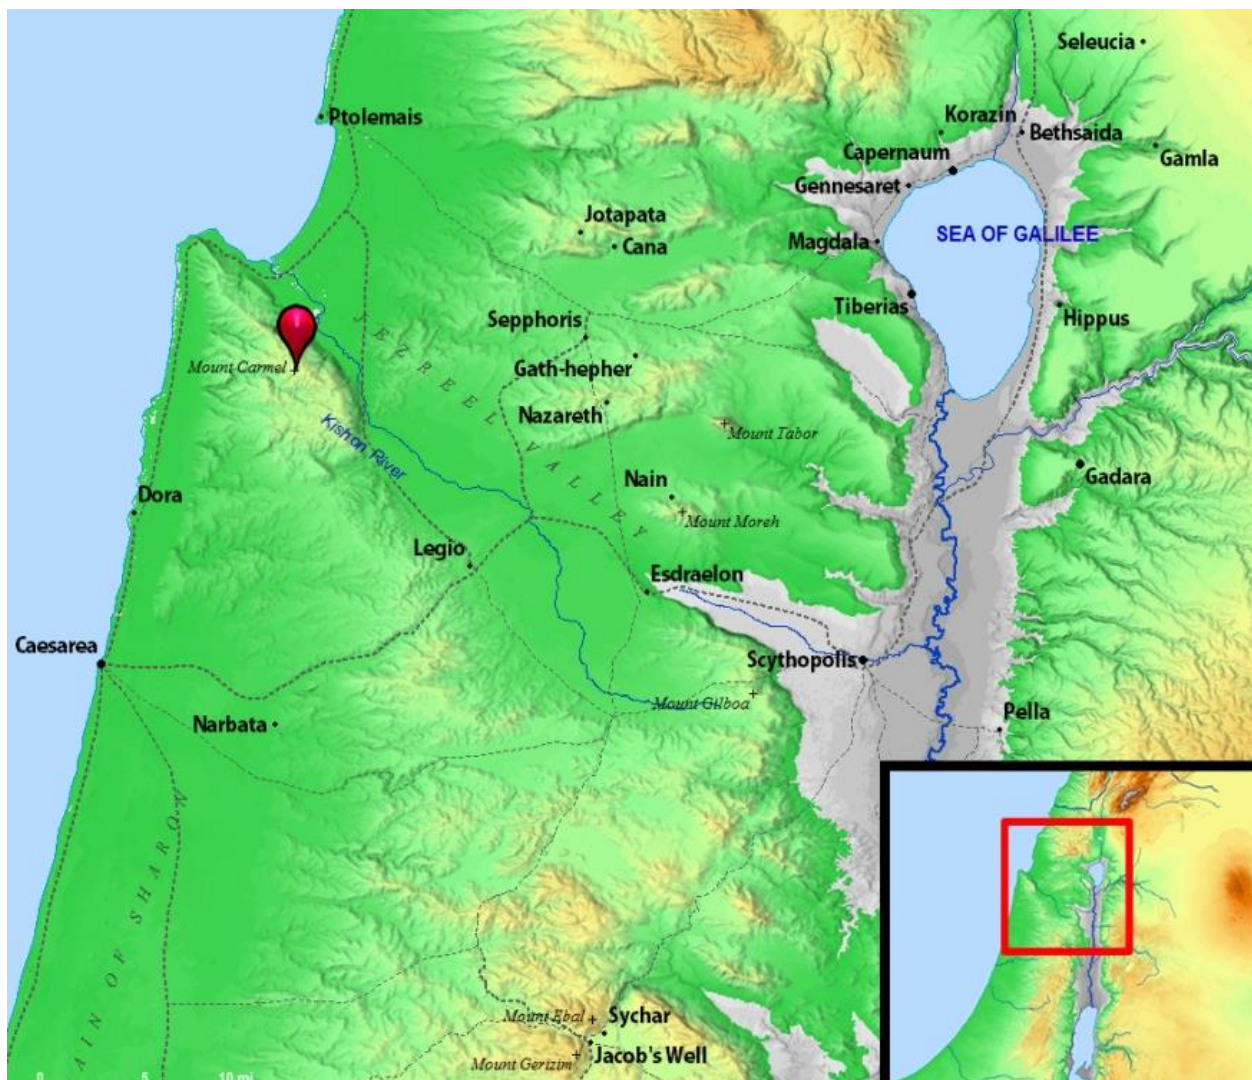 Seleucia
Ptolemais
Korazin
Bethsaida
Capernaum
Gamla
Gennesaret
Jotapata
Cana
Magdala
SEA OF GALILEE
Tiberias
Hippus
Sepphoris
Mount Carmel
Gath-hepher
JEZREEL VALLEY
Nazareth
Mount Tabor
Kishon River
Gadara
Nain
Dora
Mount Moreh
Legio
Esdraelon
Caesarea
Scythopolis
Mount Gilboa
Narbata
Pella
AIN OF SHARON
Mount Ebal
Sychar
Jacob's Well
Mount Gerizim
0 5 10 mi